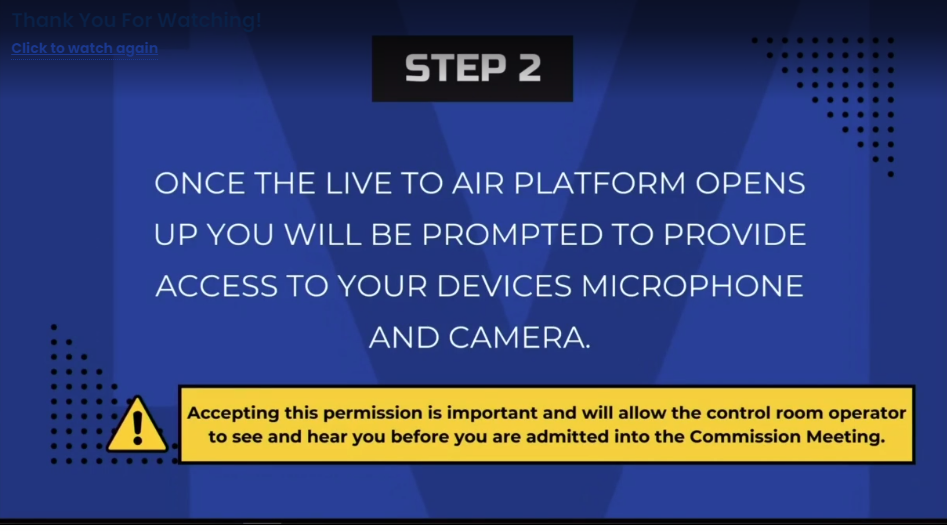 Thank You For Watching!
Click to watch again
STEP 2
ONCE THE LIVE TO AIR PLATFORM OPENS
UP YOU WILL BE PROMPTED TO PROVIDE
ACCESS TO YOUR DEVICES MICROPHONE
AND CAMERA.
Accepting this permission is important and will allow the control room operator
to see and hear you before you are admitted into the Commission Meeting.